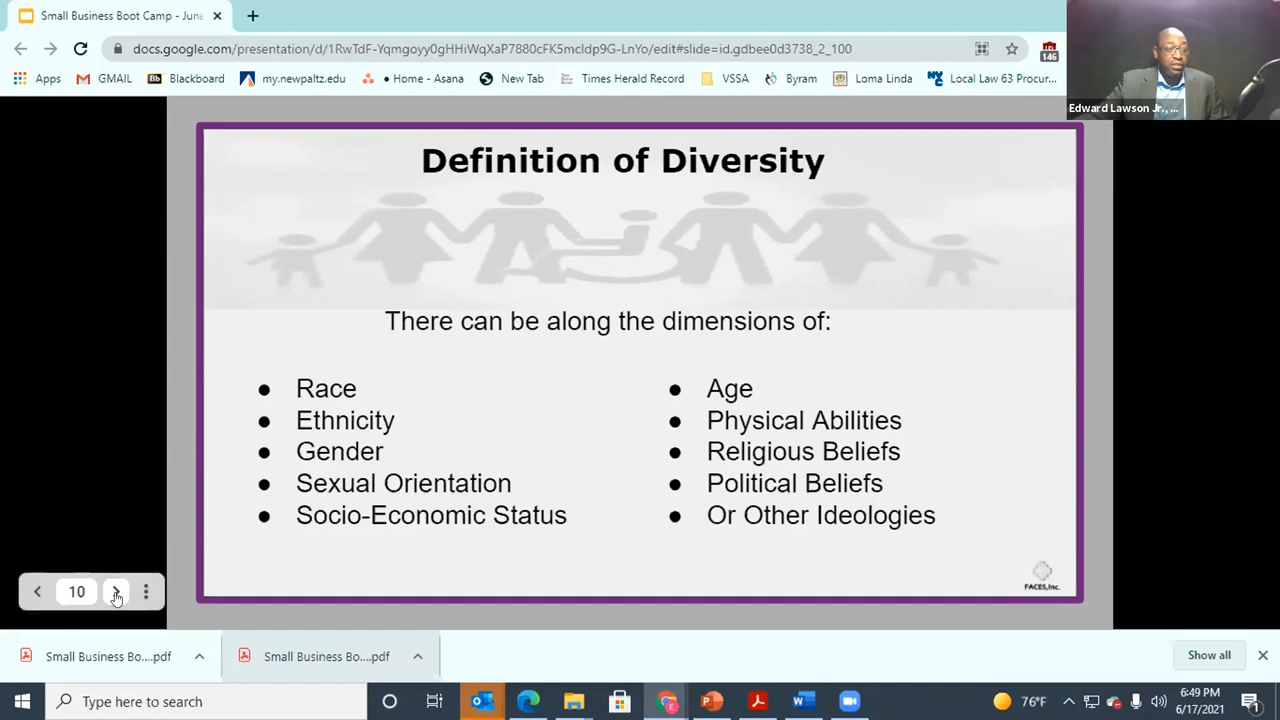 Small Business Boot Camp - June
docs.google.com/presentation/d/1RwTdF-Yqmgoyy0gHHiWqXaP7880cFK5mcIdp9G-LnYo/edit#slide=id.gdbee0d3738_2_100
146
Apps
GMAIL
Bb Blackboard
my.newpaltz.edu
Home - Asana
New Tab
Times Herald Record
VSSA
Byram
Loma Linda
Local Law 63 Procur...
Edward Lawson Jr., ...
Definition of Diversity
There can be along the dimensions of:
● Race
● Ethnicity
● Gender
● Sexual Orientation
● Socio-Economic Status
● Age
● Physical Abilities
● Religious Beliefs
● Political Beliefs
● Or Other Ideologies
FACES,Inc.
10
Small Business Bo....pdf
Small Business Bo....pdf
Show all
Type here to search
76°F
6:49 PM
6/17/2021